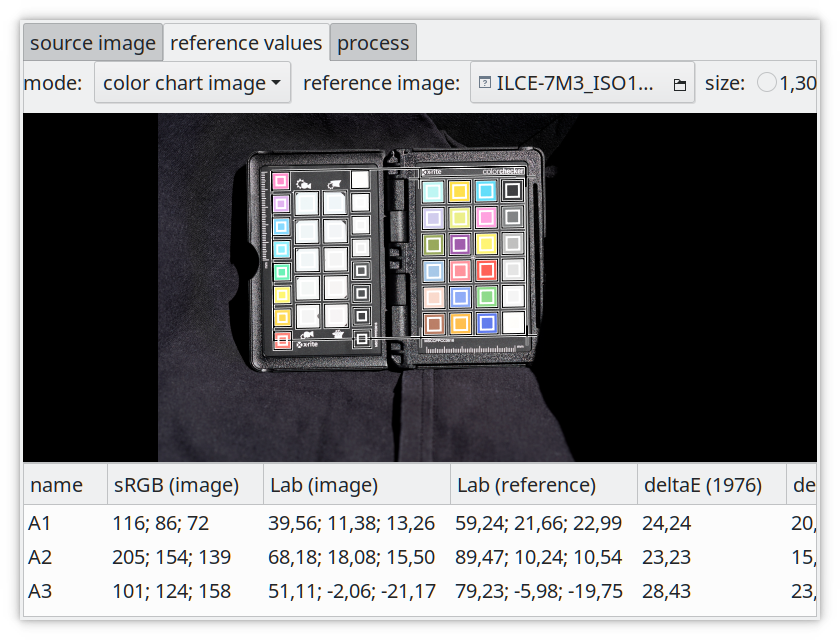 source image reference values process
mode: color chart image reference image: ILCE-7M3_ISO1... size: 1,30
x-rite colorchecker
x-rite
name sRGB (image) Lab (image) Lab (reference) deltaE (1976) de
A1 116; 86; 72 39,56; 11,38; 13,26 59,24; 21,66; 22,99 24,24 20,
A2 205; 154; 139 68,18; 18,08; 15,50 89,47; 10,24; 10,54 23,23 15,
A3 101; 124; 158 51,11; -2,06; -21,17 79,23; -5,98; -19,75 28,43 23,